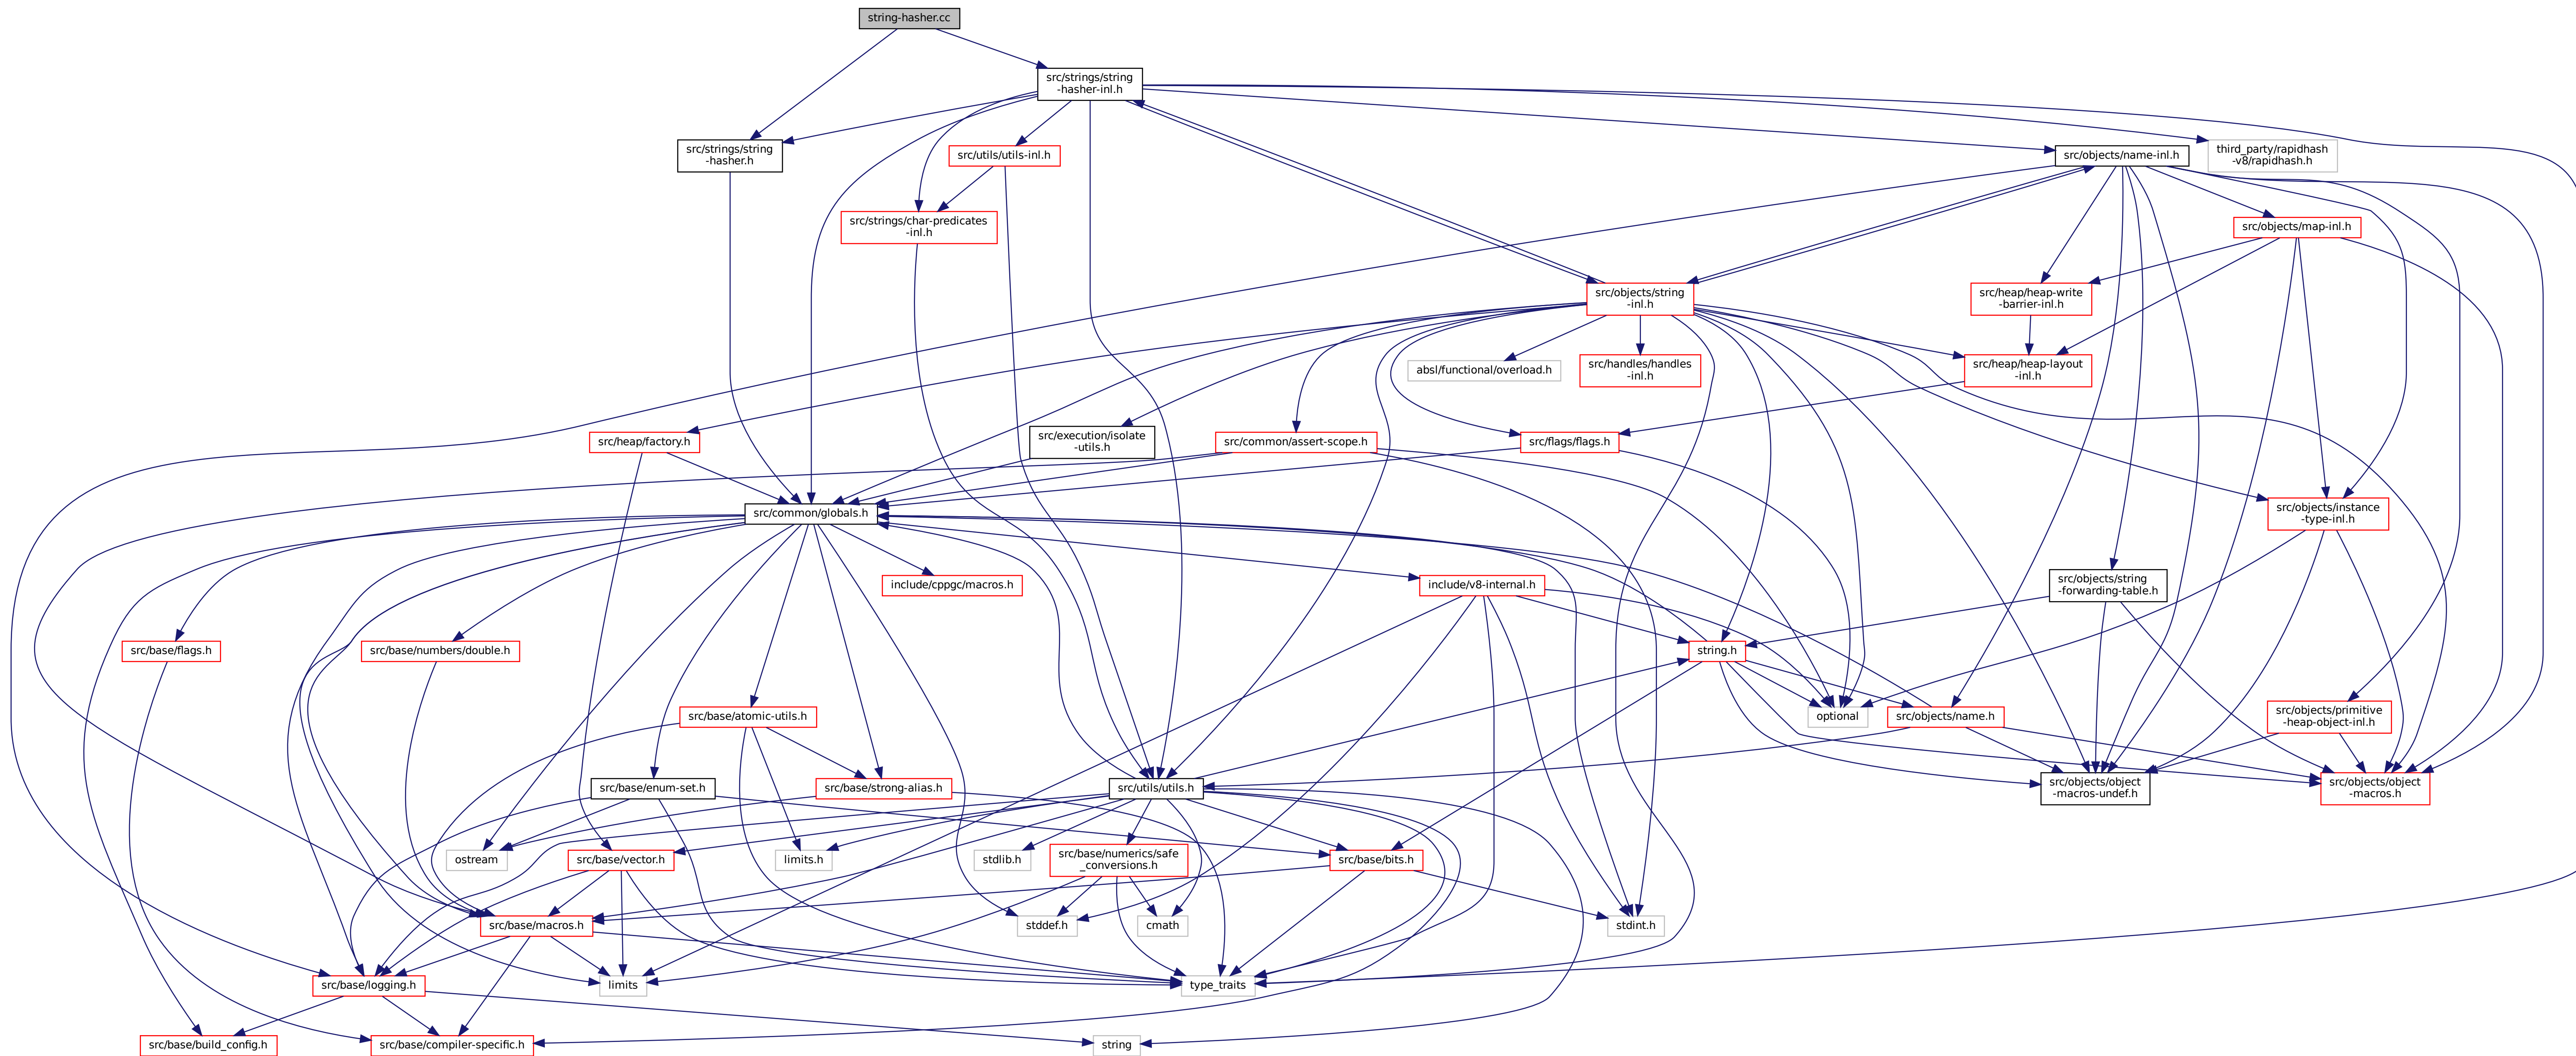 string-hasher.cc
src/strings/string
-hasher-inl.h
src/strings/string
-hasher.h
src/utils/utils-inl.h
src/objects/name-inl.h
third_party/rapidhash
-v8/rapidhash.h
src/strings/char-predicates
-inl.h
src/objects/map-inl.h
src/objects/string
-inl.h
src/heap/heap-write
-barrier-inl.h
absl/functional/overload.h
src/handles/handles
-inl.h
src/heap/heap-layout
-inl.h
src/heap/factory.h
src/execution/isolate
-utils.h
src/common/assert-scope.h
src/flags/flags.h
src/common/globals.h
src/objects/instance
-type-inl.h
include/cppgc/macros.h
include/v8-internal.h
src/objects/string
-forwarding-table.h
src/base/flags.h
src/base/numbers/double.h
string.h
src/base/atomic-utils.h
optional
src/objects/name.h
src/objects/primitive
-heap-object-inl.h
src/base/enum-set.h
src/base/strong-alias.h
src/utils/utils.h
src/objects/object
-macros-undef.h
src/objects/object
-macros.h
ostream
src/base/vector.h
limits.h
stdlib.h
src/base/numerics/safe
_conversions.h
src/base/bits.h
src/base/macros.h
stddef.h
cmath
stdint.h
src/base/logging.h
limits
type_traits
src/base/build_config.h
src/base/compiler-specific.h
string